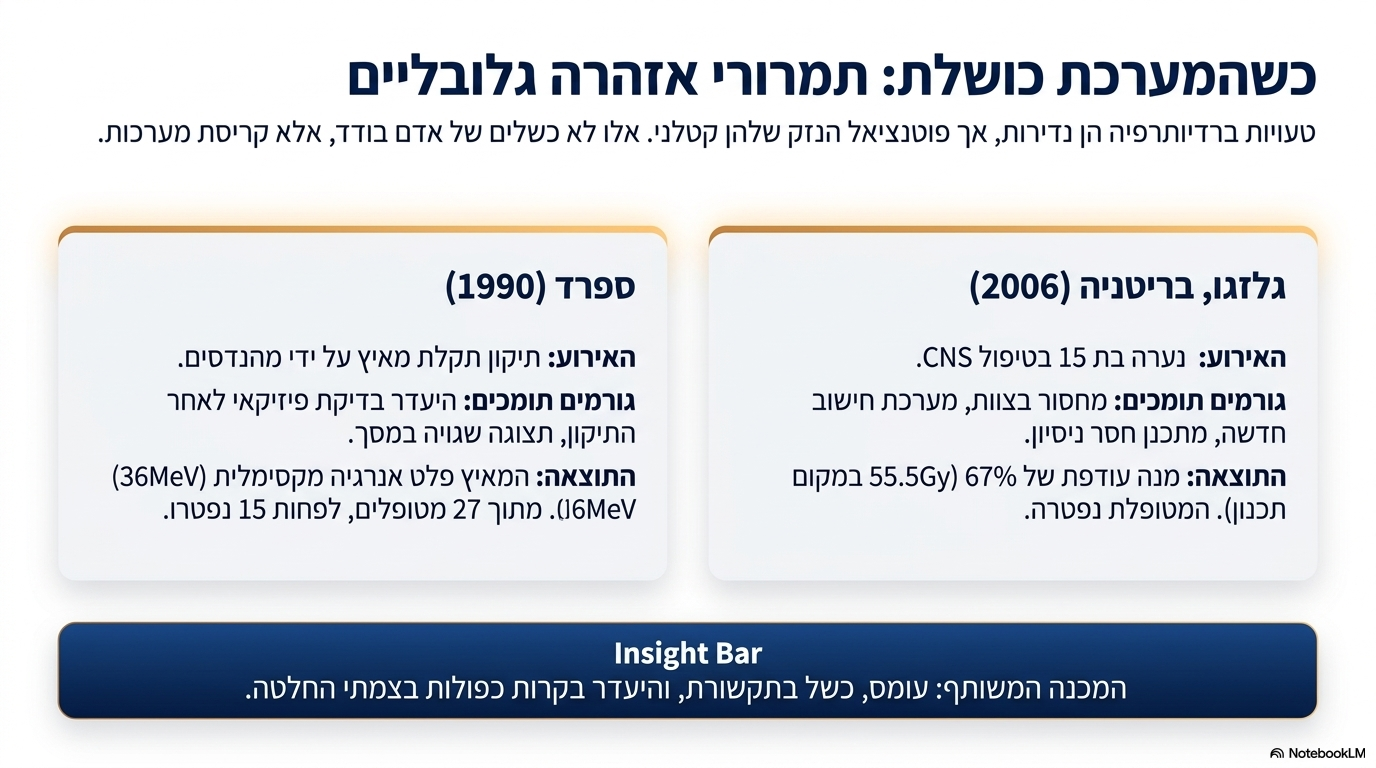 כשהמערכת כושלת: תמרורי אזהרה גלובליים
טעויות ברדיותרפיה הן נדירות, אך פוטנציאל הנזק שלהן קטלני. אלו לא כשלים של אדם בודד, אלא קריסת מערכות.
גלזגו, בריטניה (2006)
האירוע: נערה בת 15 בטיפול CNS.
גורמים תומכים: מחסור בצוות, מערכת חישוב
חדשה, מתכנן חסר ניסיון.
התוצאה: מנה עודפת של 67% (55.5Gy במקום
תכנון). המטופלת נפטרה.
ספרד (1990)
האירוע: תיקון תקלת מאיץ על ידי מהנדסים.
גורמים תומכים: היעדר בדיקת פיזיקאי לאחר
התיקון, תצוגה שגויה במסך.
התוצאה: המאיץ פלט אנרגיה מקסימלית (36MeV)
מתוך 27 מטופלים, לפחות 15 נפטרו.
Insight Bar
המכנה המשותף: עומס, כשל בתקשורת, והיעדר בקרות כפולות בצמתי החלטה.
NotebookLM